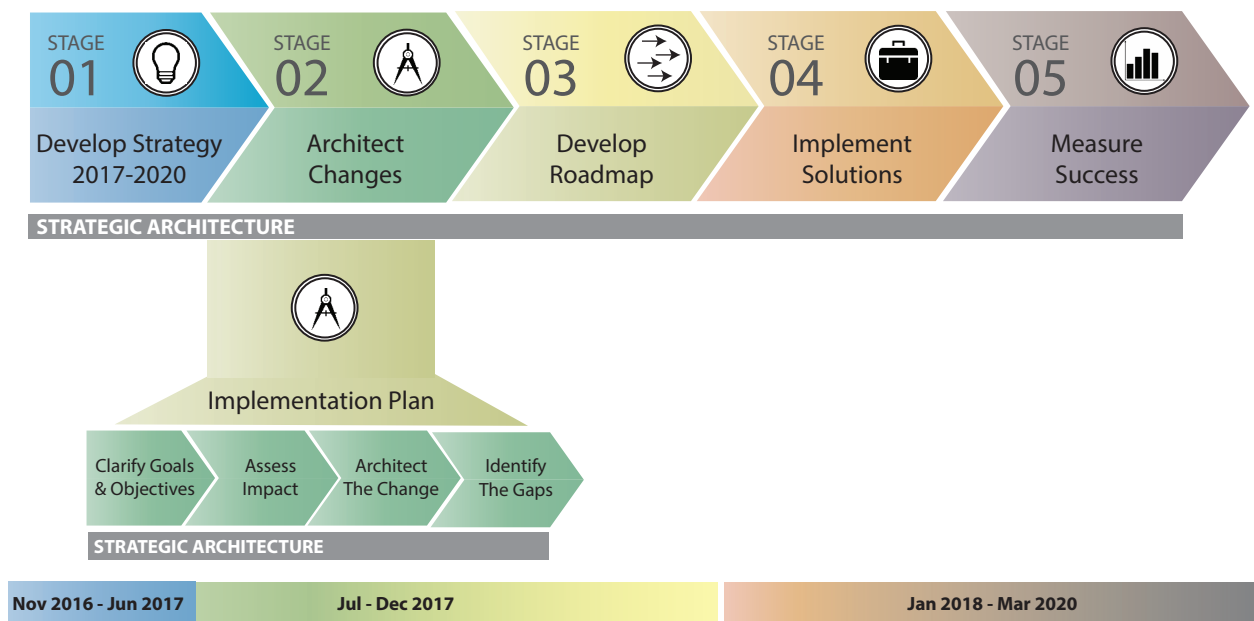 STAGE
01
Develop Strategy
2017-2020
STAGE
02
Architect
Changes
STAGE
03
Develop
Roadmap
STAGE
04
Implement
Solutions
STAGE
05
Measure
Success
STRATEGIC ARCHITECTURE
Implementation Plan
Clarify Goals
& Objectives
Assess
Impact
Architect
The Change
Identify
The Gaps
STRATEGIC ARCHITECTURE
Nov 2016 - Jun 2017
Jul - Dec 2017
Jan 2018 - Mar 2020